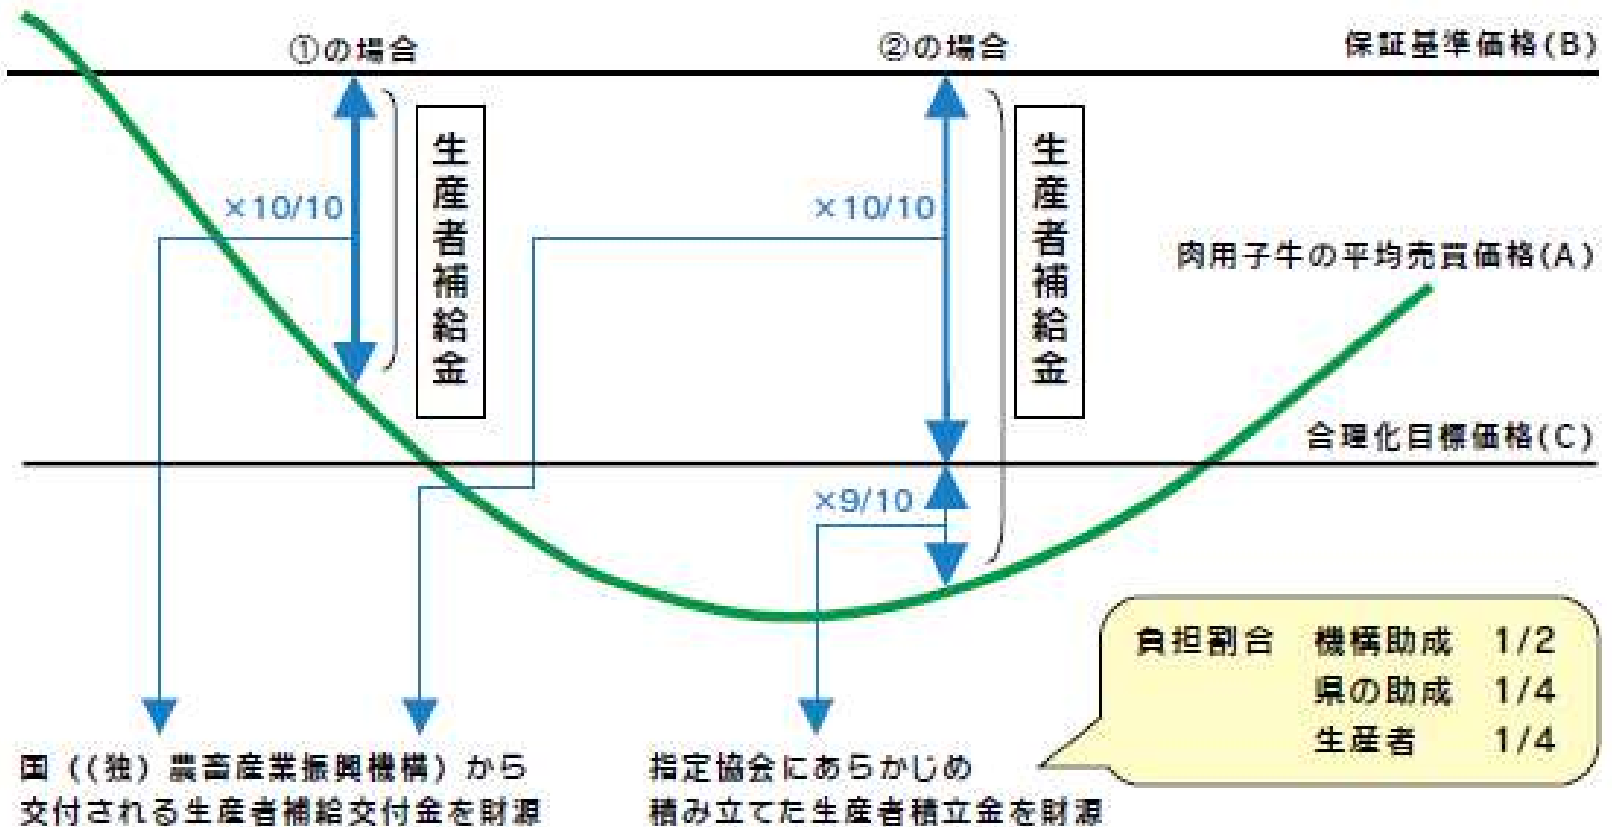 ①の場合
②の場合
保証基準価格(B)
生産者補給金
生産者補給金
×10/10
×10/10
肉用子牛の平均売買価格(A)
合理化目標価格(C)
×9/10
負担割合 機構助成 1/2
県の助成 1/4
生産者 1/4
国((独)農畜産業振興機構)から
交付される生産者補給交付金を財源
指定協会にあらかじめ
積み立てた生産者積立金を財源